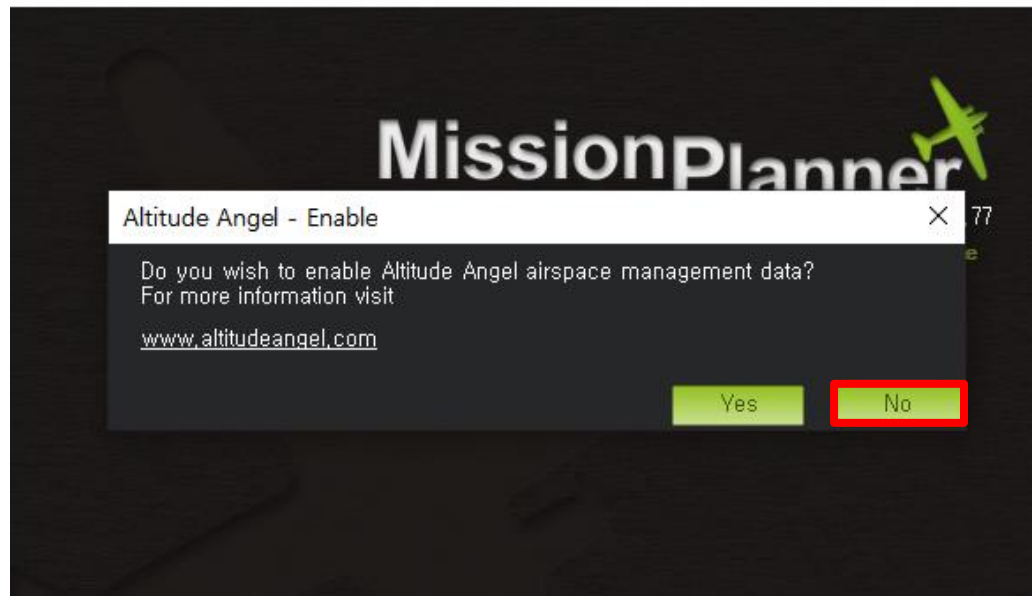 MissionPlanner
Altitude Angel - Enable
77
Do you wish to enable Altitude Angel airspace management data?
For more information visit
www.altitudeangel.com
Yes
No